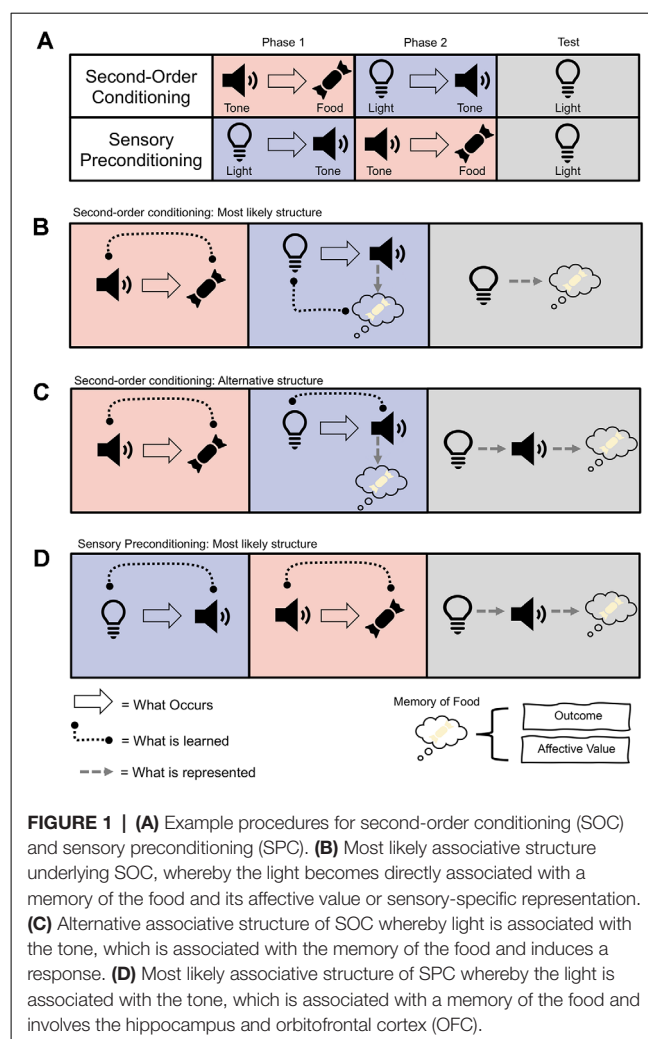 A
Phase 1
Phase 2
Test
Second-Order
Conditioning
Tone
Food
Light
Tone
Light
Sensory
Preconditioning
Light
Tone
Tone
Food
Light
Second-order conditioning: Most likely structure
B
Second-order conditioning: Alternative structure
C
Sensory Preconditioning: Most likely structure
D
= What Occurs
= What is learned
= What is represented
Memory of Food
Outcome
Affective Value
FIGURE 1 | (A) Example procedures for second-order conditioning (SOC)
and sensory preconditioning (SPC). (B) Most likely associative structure
underlying SOC, whereby the light becomes directly associated with a
memory of the food and its affective value or sensory-specific representation.
(C) Alternative associative structure of SOC whereby light is associated with
the tone, which is associated with the memory of the food and induces a
response. (D) Most likely associative structure of SPC whereby the light is
associated with the tone, which is associated with a memory of the food and
involves the hippocampus and orbitofrontal cortex (OFC).